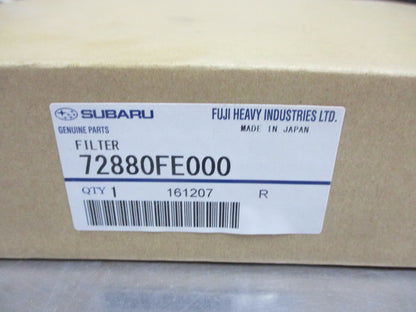 SUBARU
FUJI HEAVY INDUSTRIES LTD.
GENUINE PARTS
MADE IN JAPAN
FILTER
72880FE000
QTY 1 161207 R